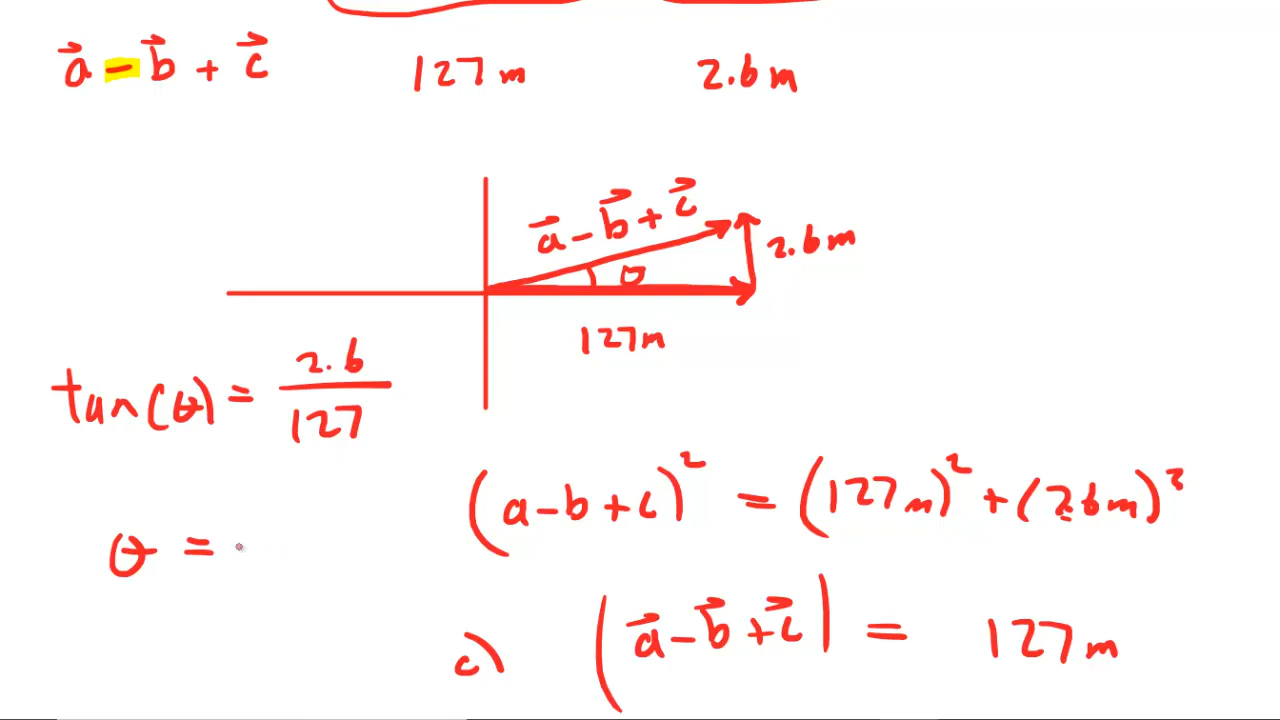 a⃗ − b⃗ + c⃗ 127 m 2.6 m
a⃗ − b⃗ + c⃗
2.6 m
θ
127 m
tan(θ) = 2.6 / 127
(a − b + c)² = (127 m)² + (2.6 m)²
θ =
c) |a⃗ − b⃗ + c⃗| = 127 m